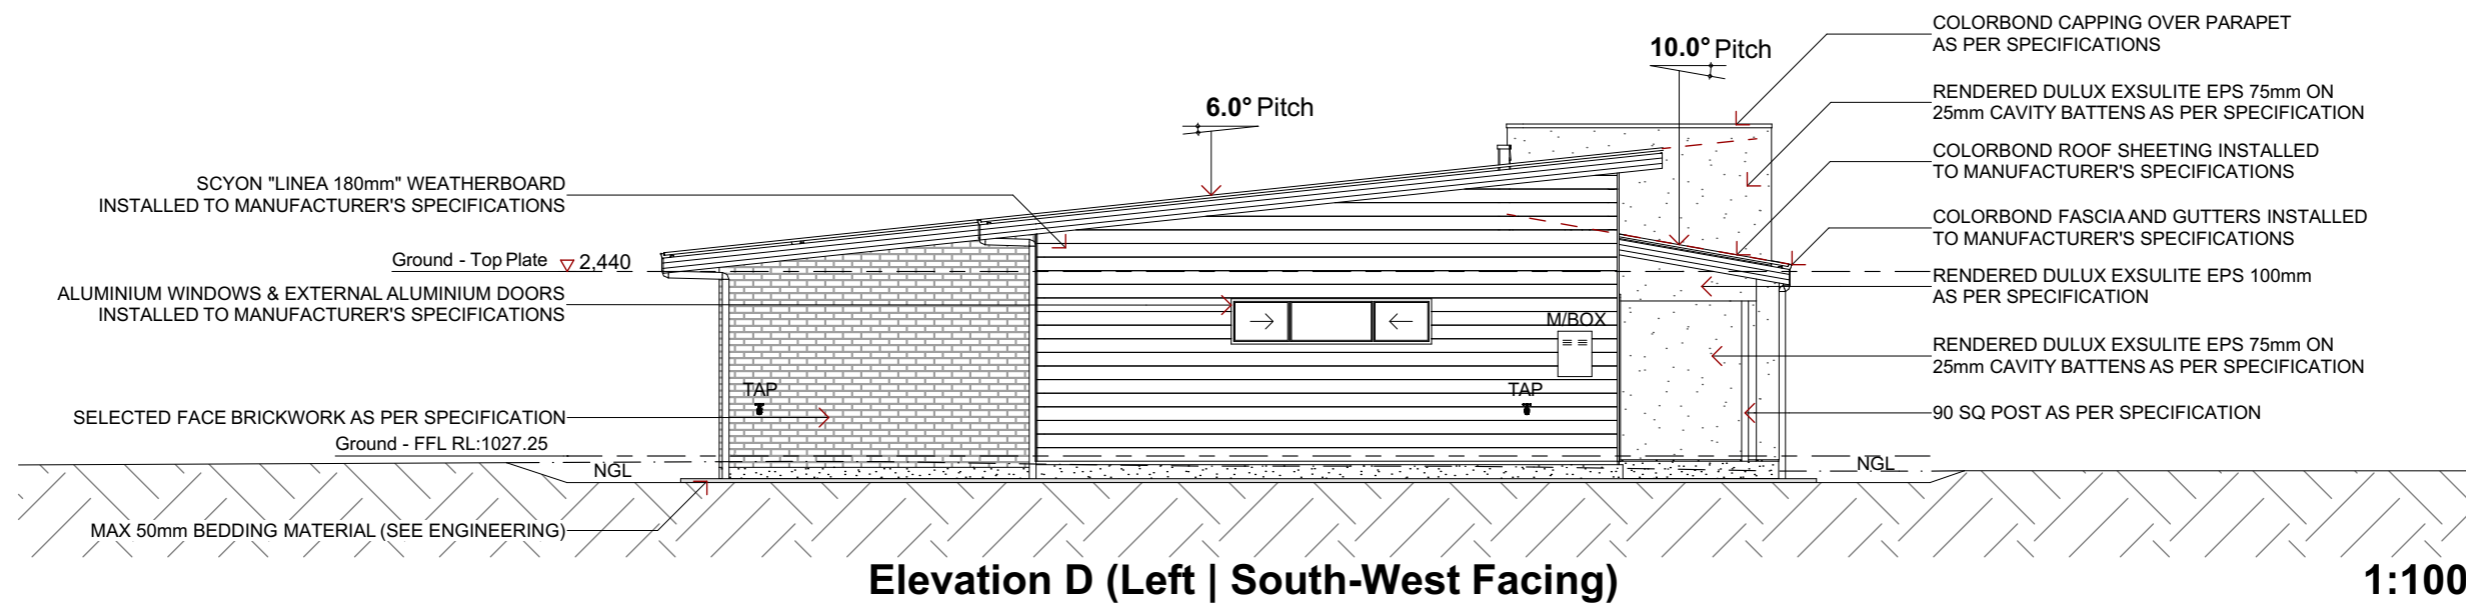 COLORBOND CAPPING OVER PARAPET
AS PER SPECIFICATIONS
10.0° Pitch
RENDERED DULUX EXSULITE EPS 75mm ON
25mm CAVITY BATTENS AS PER SPECIFICATION
6.0° Pitch
COLORBOND ROOF SHEETING INSTALLED
TO MANUFACTURER'S SPECIFICATIONS
SCYON "LINEA 180mm" WEATHERBOARD
INSTALLED TO MANUFACTURER'S SPECIFICATIONS
COLORBOND FASCIA AND GUTTERS INSTALLED
TO MANUFACTURER'S SPECIFICATIONS
Ground - Top Plate 2,440
RENDERED DULUX EXSULITE EPS 100mm
AS PER SPECIFICATION
ALUMINIUM WINDOWS & EXTERNAL ALUMINIUM DOORS
INSTALLED TO MANUFACTURER'S SPECIFICATIONS
M/BOX
RENDERED DULUX EXSULITE EPS 75mm ON
25mm CAVITY BATTENS AS PER SPECIFICATION
TAP
TAP
SELECTED FACE BRICKWORK AS PER SPECIFICATION
90 SQ POST AS PER SPECIFICATION
Ground - FFL RL:1027.25
NGL
NGL
MAX 50mm BEDDING MATERIAL (SEE ENGINEERING)
Elevation D (Left | South-West Facing)
1:100